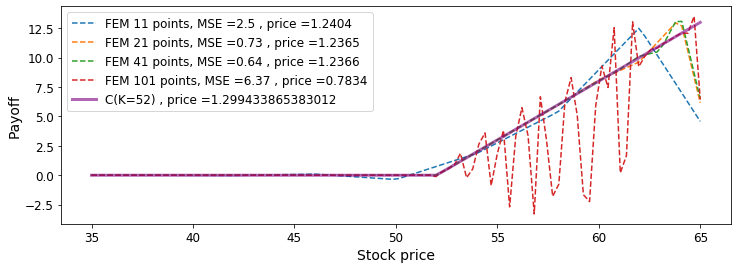 FEM 11 points, MSE =2.5 , price =1.2404
FEM 21 points, MSE =0.73 , price =1.2365
FEM 41 points, MSE =0.64 , price =1.2366
FEM 101 points, MSE =6.37 , price =0.7834
C(K=52) , price =1.299433865383012
Payoff
12.5
10.0
7.5
5.0
2.5
0.0
−2.5
35
40
45
50
55
60
65
Stock price